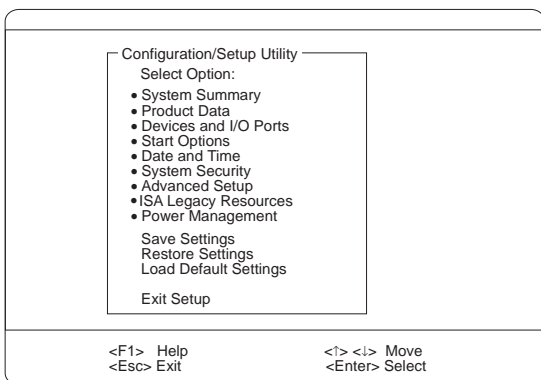 Configuration/Setup Utility
Select Option:
• System Summary
• Product Data
• Devices and I/O Ports
• Start Options
• Date and Time
• System Security
• Advanced Setup
•ISA Legacy Resources
• Power Management
Save Settings
Restore Settings
Load Default Settings
Exit Setup
<F1> Help <↑> <↓> Move
<Esc> Exit <Enter> Select